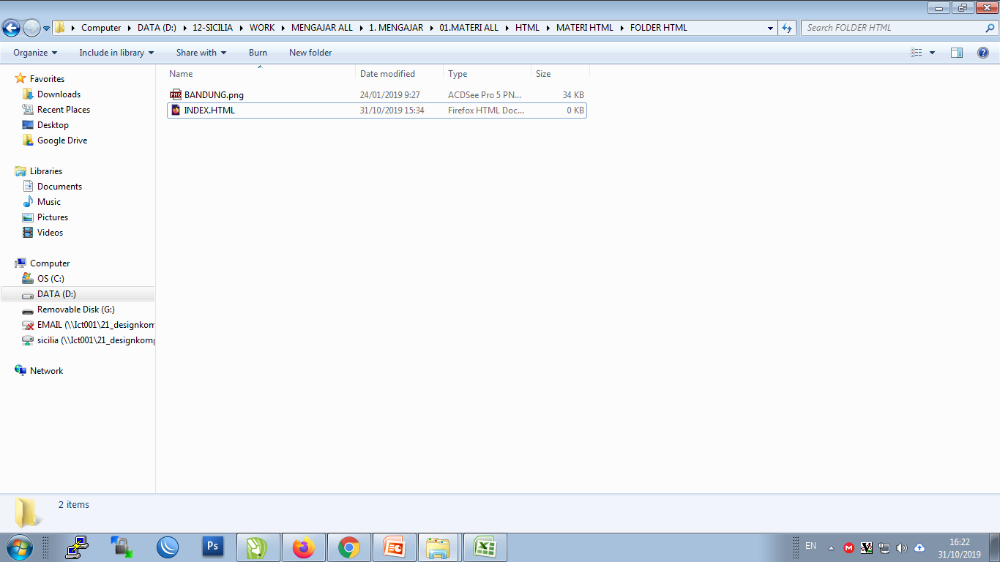 Computer DATA (D:) 12-SICILIA WORK MENGAJAR ALL 1. MENGAJAR 01.MATERI ALL HTML MATERI HTML FOLDER HTML Search FOLDER HTML
Organize Include in library Share with Burn New folder
Name Date modified Type Size
BANDUNG.png 24/01/2019 9:27 ACDSee Pro 5 PN... 34 KB
INDEX.HTML 31/10/2019 15:34 Firefox HTML Doc... 0 KB
Favorites
Downloads
Recent Places
Desktop
Google Drive
Libraries
Documents
Music
Pictures
Videos
Computer
OS (C:)
DATA (D:)
Removable Disk (G:)
EMAIL (\\Ict001\21_designkom
sicilia (\\Ict001\21_designkomp
Network
2 items
Ps
EN
16:22
31/10/2019